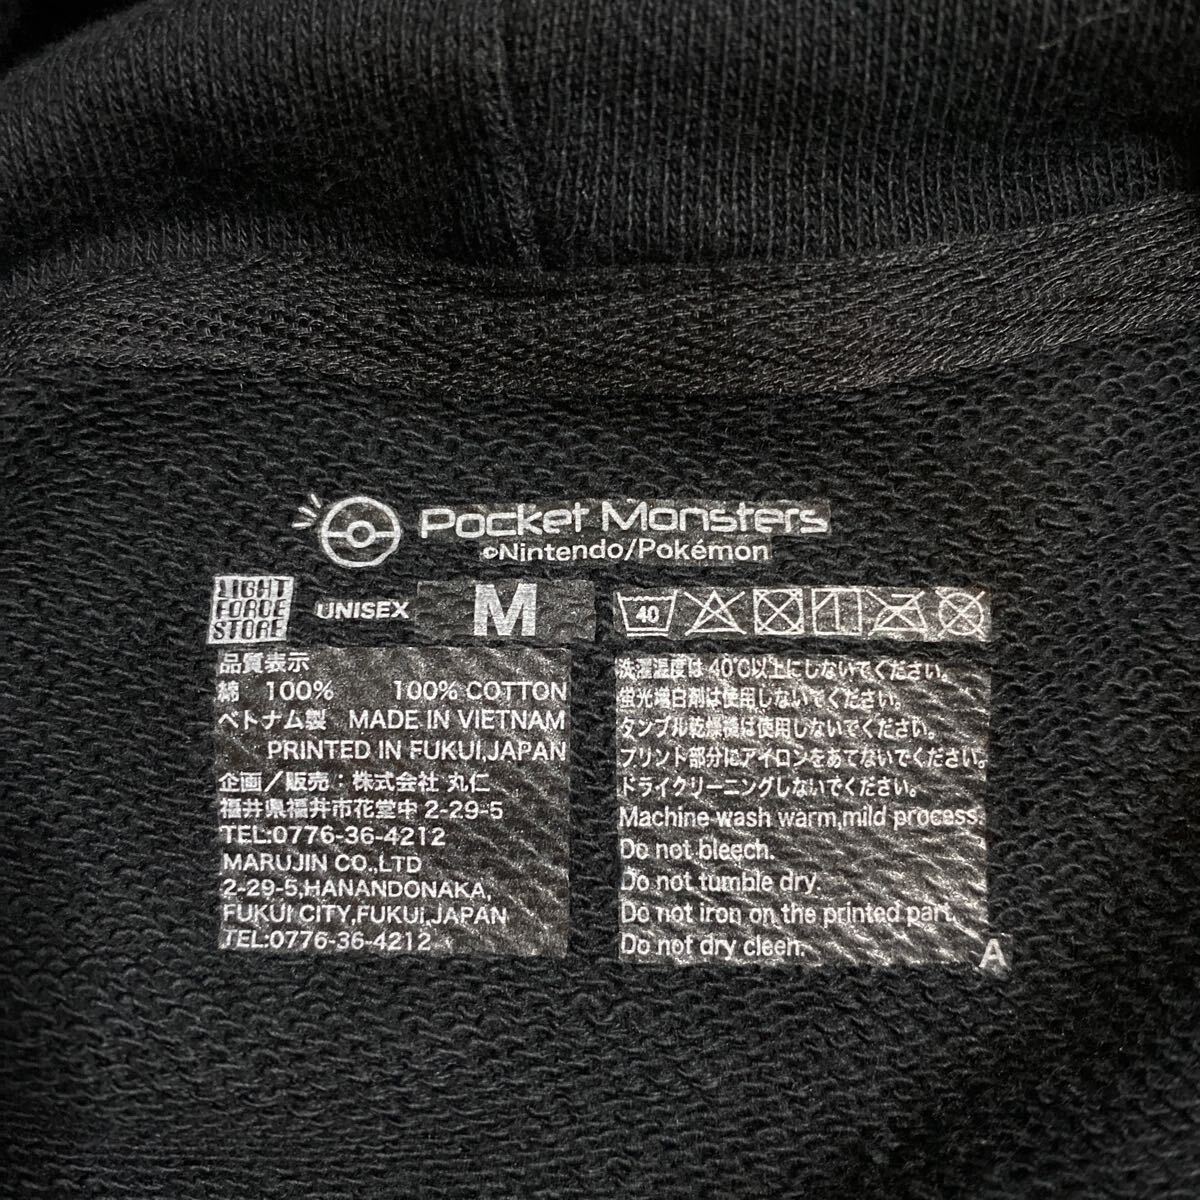 Pocket Monsters
©Nintendo/Pokémon
LIGHT
FORCE
STORE
UNISEX
M
品質表示
綿 100% 100% COTTON
ベトナム製 MADE IN VIETNAM
PRINTED IN FUKUI,JAPAN
企画/販売:株式会社 丸仁
福井県福井市花堂中 2-29-5
TEL:0776-36-4212
MARUJIN CO.,LTD
2-29-5,HANANDONAKA,
FUKUI CITY,FUKUI,JAPAN
TEL:0776-36-4212
40
洗濯温度は 40℃以上にしないでください。
蛍光増白剤は使用しないでください。
タンブル乾燥機は使用しないでください。
プリント部分にアイロンをあてないでください。
ドライクリーニングしないでください。
Machine wash warm,mild process.
Do not bleech.
Do not tumble dry.
Do not iron on the printed part.
Do not dry cleen.
A